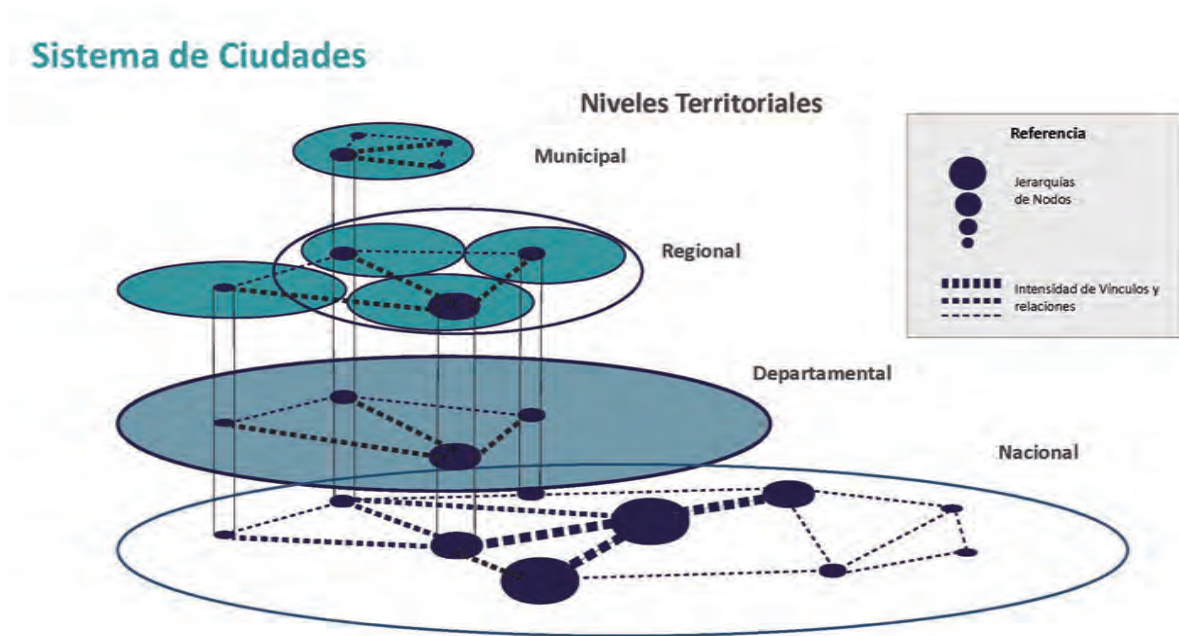 Sistema de Ciudades
Niveles Territoriales
Municipal
Regional
Departamental
Nacional
Referencia
Jerarquías
de Nodos
Intensidad de Vínculos y
relaciones